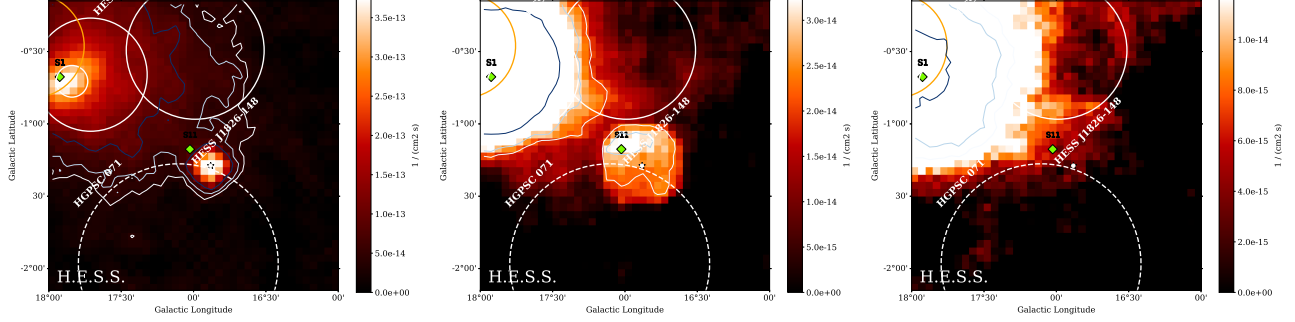 3.5e-13
3.0e-13
2.5e-13
2.0e-13
1.5e-13
1.0e-13
5.0e-14
0.0e+00
1 / (cm2 s)
-0°30'
-1°00'
30'
-2°00'
Galactic Latitude
18°00'
17°30'
00'
16°30'
00'
Galactic Longitude
S1
S11
HESS J1826-148
HGPSC 071
H.E.S.S.
3.0e-14
2.5e-14
2.0e-14
1.5e-14
1.0e-14
5.0e-15
0.0e+00
1 / (cm2 s)
-0°30'
-1°00'
30'
-2°00'
Galactic Latitude
18°00'
17°30'
00'
16°30'
00'
Galactic Longitude
S1
S11
HESS J1826-148
HGPSC 071
H.E.S.S.
1.0e-14
8.0e-15
6.0e-15
4.0e-15
2.0e-15
0.0e+00
1 / (cm2 s)
-0°30'
-1°00'
30'
-2°00'
Galactic Latitude
18°00'
17°30'
00'
16°30'
00'
Galactic Longitude
S1
S11
HESS J1826-148
HGPSC 071
H.E.S.S.